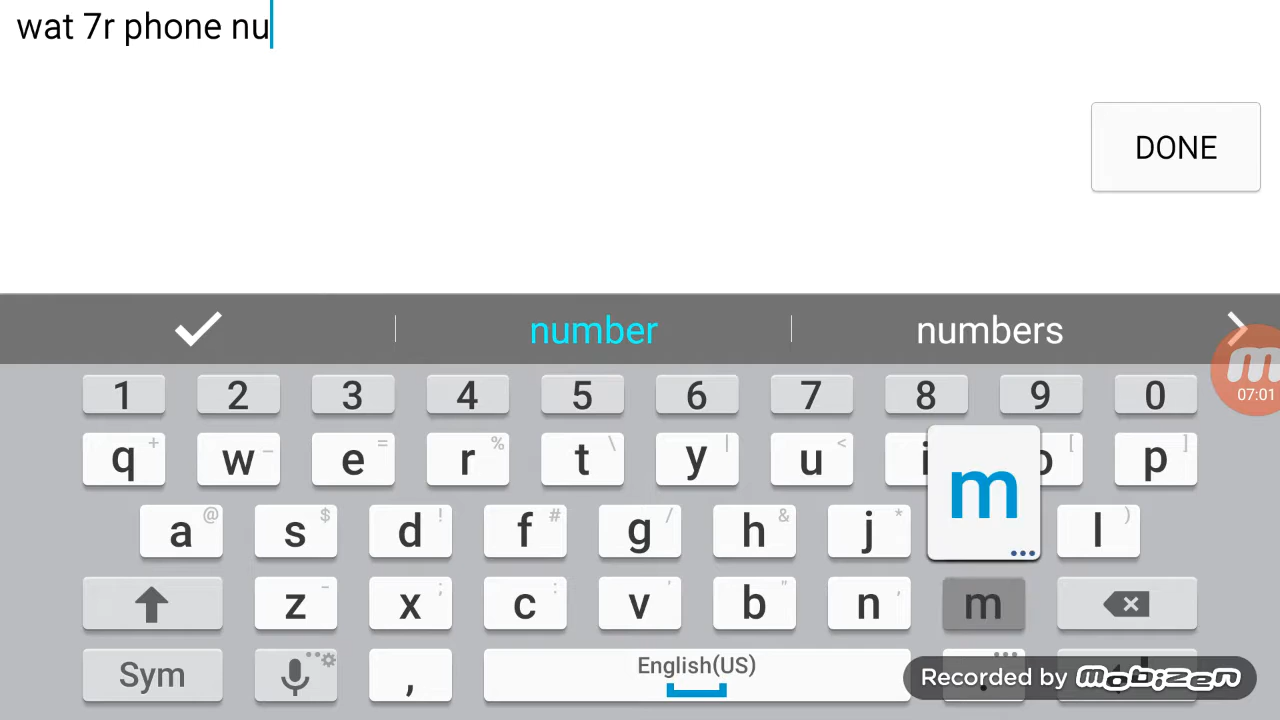 wat 7r phone nu
DONE
number
numbers
07:01
1 2 3 4 5 6 7 8 9 0
q + w - e = r % t \ y | u < i o [ p ]
a @ s $ d ! f # g / h & j * m l )
z - x ; c : v ' b " n , m
Sym , English(US)
Recorded by mobizen